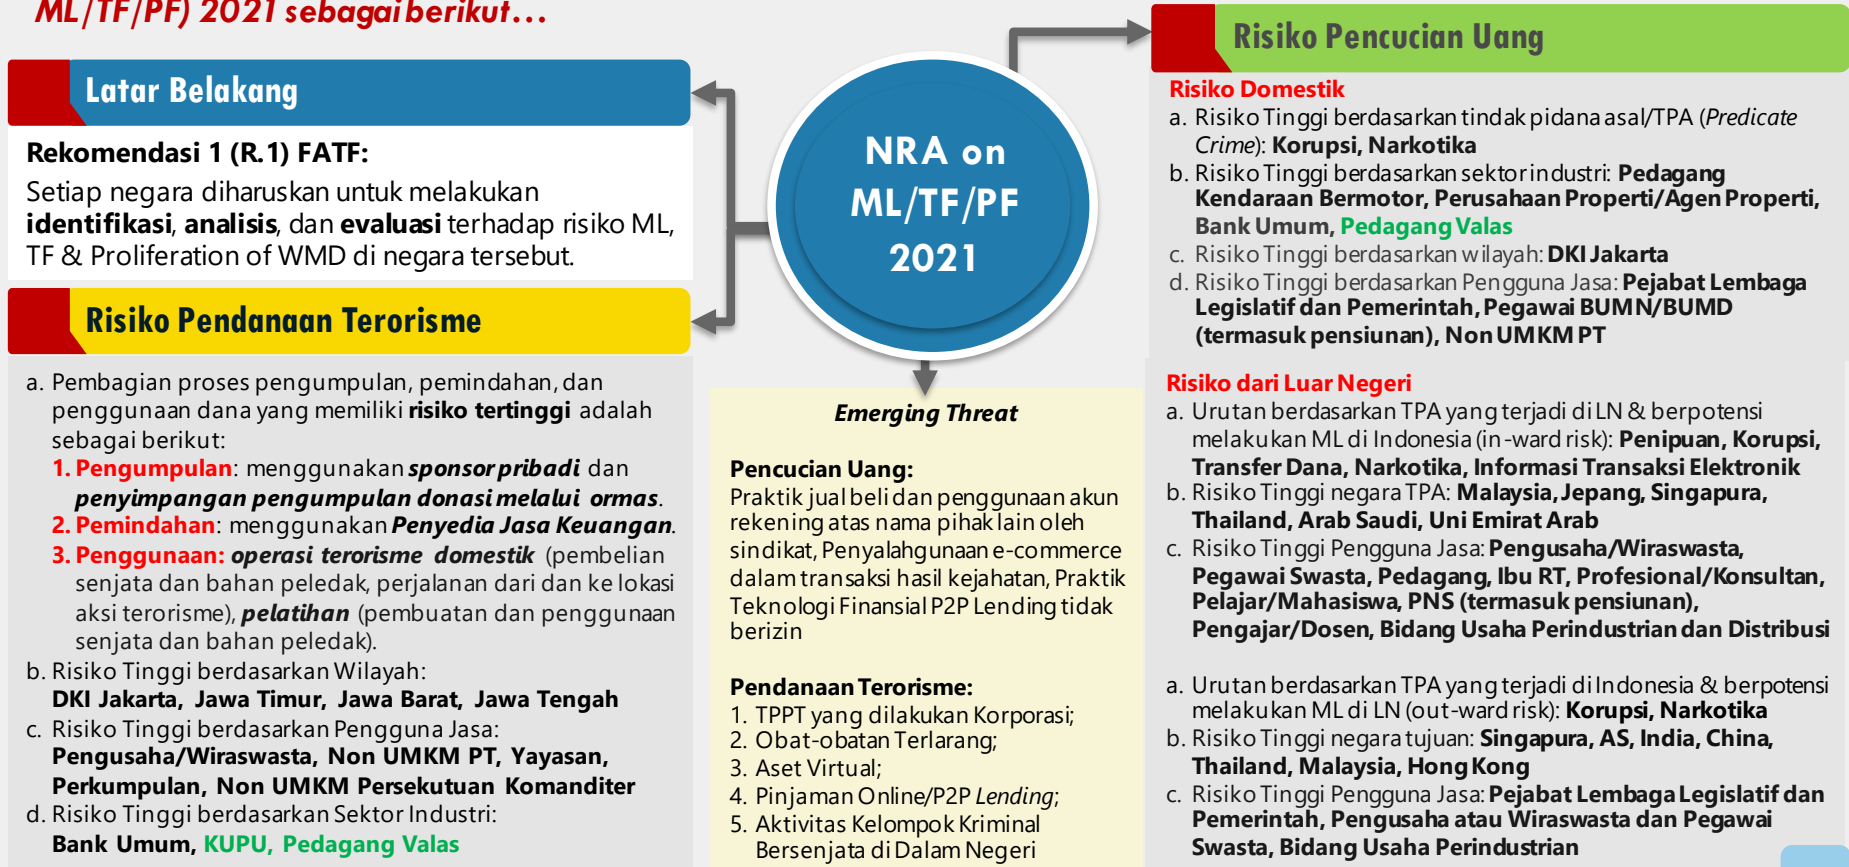 ML/TF/PF) 2021 sebagai berikut...
Latar Belakang
Rekomendasi 1 (R.1) FATF:
Setiap negara diharuskan untuk melakukan
identifikasi, analisis, dan evaluasi terhadap risiko ML,
TF & Proliferation of WMD di negara tersebut.
Risiko Pendanaan Terorisme
a. Pembagian proses pengumpulan, pemindahan, dan
penggunaan dana yang memiliki risiko tertinggi adalah
sebagai berikut:
1. Pengumpulan: menggunakan sponsor pribadi dan
penyimpangan pengumpulan donasi melalui ormas.
2. Pemindahan: menggunakan Penyedia Jasa Keuangan.
3. Penggunaan: operasi terorisme domestik (pembelian
senjata dan bahan peledak, perjalanan dari dan ke lokasi
aksi terorisme), pelatihan (pembuatan dan penggunaan
senjata dan bahan peledak).
b. Risiko Tinggi berdasarkan Wilayah:
DKI Jakarta, Jawa Timur, Jawa Barat, Jawa Tengah
c. Risiko Tinggi berdasarkan Pengguna Jasa:
Pengusaha/Wiraswasta, Non UMKM PT, Yayasan,
Perkumpulan, Non UMKM Persekutuan Komanditer
d. Risiko Tinggi berdasarkan Sektor Industri:
Bank Umum, KUPU, Pedagang Valas
NRA on
ML/TF/PF
2021
Emerging Threat
Pencucian Uang:
Praktik jual beli dan penggunaan akun
rekening atas nama pihak lain oleh
sindikat, Penyalahgunaan e-commerce
dalam transaksi hasil kejahatan, Praktik
Teknologi Finansial P2P Lending tidak
berizin
Pendanaan Terorisme:
1. TPPT yang dilakukan Korporasi;
2. Obat-obatan Terlarang;
3. Aset Virtual;
4. Pinjaman Online/P2P Lending;
5. Aktivitas Kelompok Kriminal
Bersenjata di Dalam Negeri
Risiko Pencucian Uang
Risiko Domestik
a. Risiko Tinggi berdasarkan tindak pidana asal/TPA (Predicate
Crime): Korupsi, Narkotika
b. Risiko Tinggi berdasarkan sektor industri: Pedagang
Kendaraan Bermotor, Perusahaan Properti/Agen Properti,
Bank Umum, Pedagang Valas
c. Risiko Tinggi berdasarkan wilayah: DKI Jakarta
d. Risiko Tinggi berdasarkan Pengguna Jasa: Pejabat Lembaga
Legislatif dan Pemerintah, Pegawai BUMN/BUMD
(termasuk pensiunan), Non UMKM PT
Risiko dari Luar Negeri
a. Urutan berdasarkan TPA yang terjadi di LN & berpotensi
melakukan ML di Indonesia (in-ward risk): Penipuan, Korupsi,
Transfer Dana, Narkotika, Informasi Transaksi Elektronik
b. Risiko Tinggi negara TPA: Malaysia, Jepang, Singapura,
Thailand, Arab Saudi, Uni Emirat Arab
c. Risiko Tinggi Pengguna Jasa: Pengusaha/Wiraswasta,
Pegawai Swasta, Pedagang, Ibu RT, Profesional/Konsultan,
Pelajar/Mahasiswa, PNS (termasuk pensiunan),
Pengajar/Dosen, Bidang Usaha Perindustrian dan Distribusi
a. Urutan berdasarkan TPA yang terjadi di Indonesia & berpotensi
melakukan ML di LN (out-ward risk): Korupsi, Narkotika
b. Risiko Tinggi negara tujuan: Singapura, AS, India, China,
Thailand, Malaysia, Hong Kong
c. Risiko Tinggi Pengguna Jasa: Pejabat Lembaga Legislatif dan
Pemerintah, Pengusaha atau Wiraswasta dan Pegawai
Swasta, Bidang Usaha Perindustrian